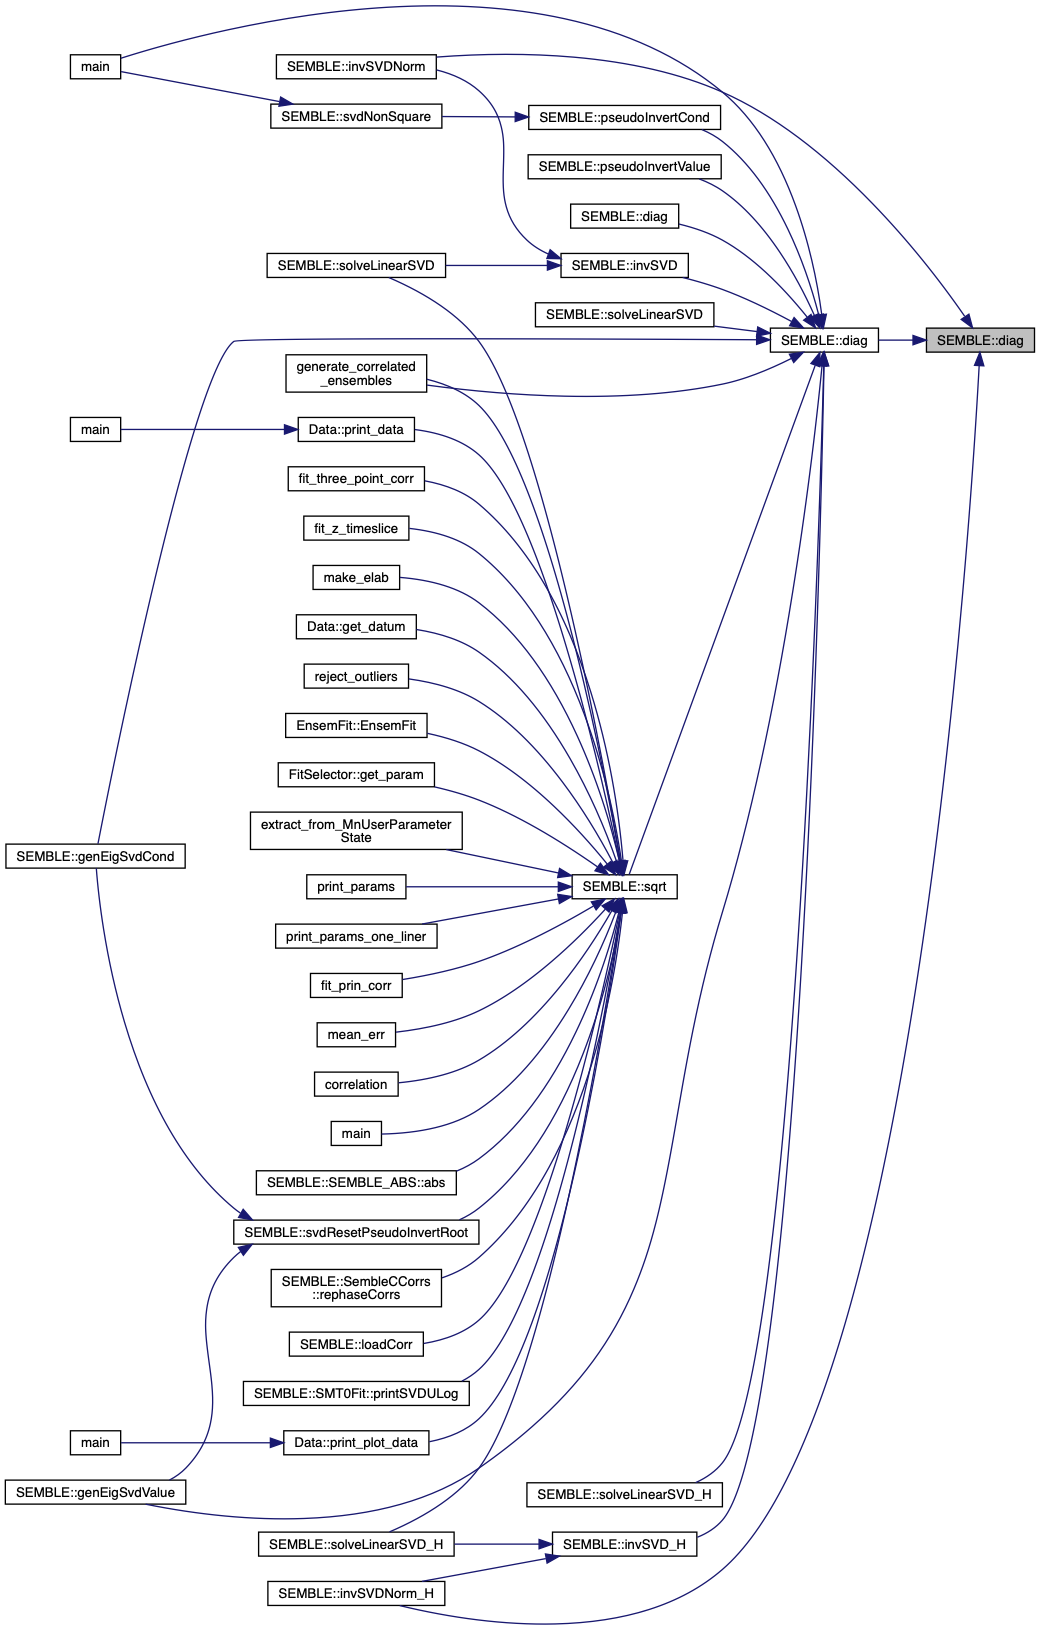 main
SEMBLE::invSVDNorm
SEMBLE::svdNonSquare
SEMBLE::pseudoInvertCond
SEMBLE::pseudoInvertValue
SEMBLE::diag
SEMBLE::solveLinearSVD
SEMBLE::invSVD
SEMBLE::solveLinearSVD
SEMBLE::diag
SEMBLE::diag
generate_correlated
_ensembles
main
Data::print_data
fit_three_point_corr
fit_z_timeslice
make_elab
Data::get_datum
reject_outliers
EnsemFit::EnsemFit
FitSelector::get_param
extract_from_MnUserParameter
State
SEMBLE::genEigSvdCond
print_params
SEMBLE::sqrt
print_params_one_liner
fit_prin_corr
mean_err
correlation
main
SEMBLE::SEMBLE_ABS::abs
SEMBLE::svdResetPseudoInvertRoot
SEMBLE::SembleCCorrs
::rephaseCorrs
SEMBLE::loadCorr
SEMBLE::SMT0Fit::printSVDULog
main
Data::print_plot_data
SEMBLE::genEigSvdValue
SEMBLE::solveLinearSVD_H
SEMBLE::solveLinearSVD_H
SEMBLE::invSVD_H
SEMBLE::invSVDNorm_H